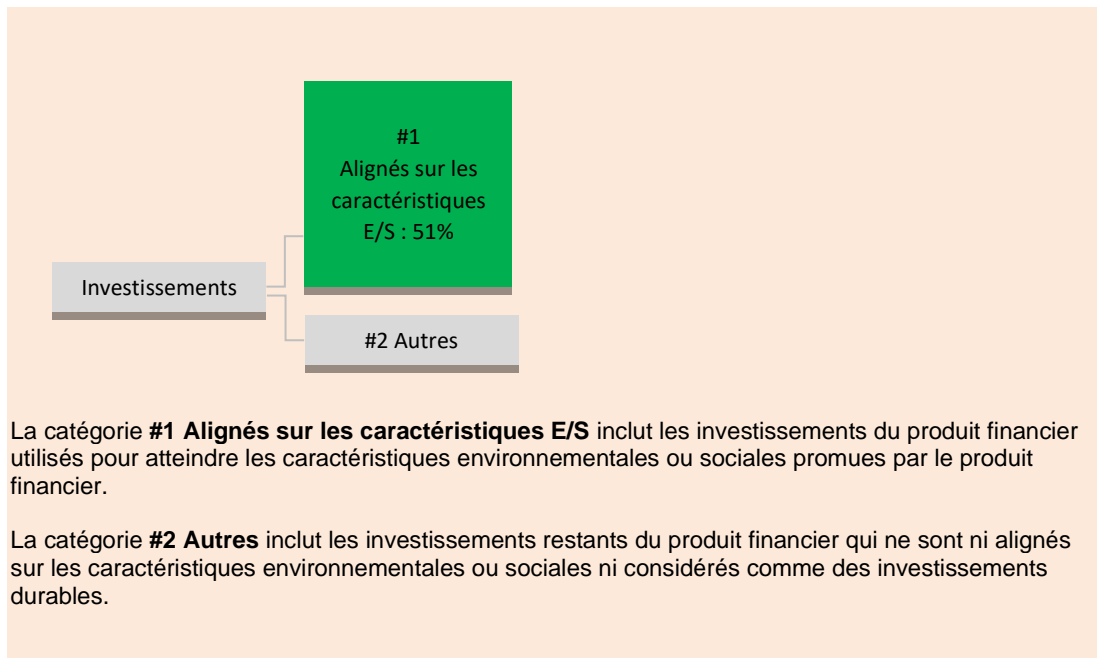 #1
Alignés sur les
caractéristiques
E/S : 51%
Investissements
#2 Autres
La catégorie #1 Alignés sur les caractéristiques E/S inclut les investissements du produit financier
utilisés pour atteindre les caractéristiques environnementales ou sociales promues par le produit
financier.
La catégorie #2 Autres inclut les investissements restants du produit financier qui ne sont ni alignés
sur les caractéristiques environnementales ou sociales ni considérés comme des investissements
durables.